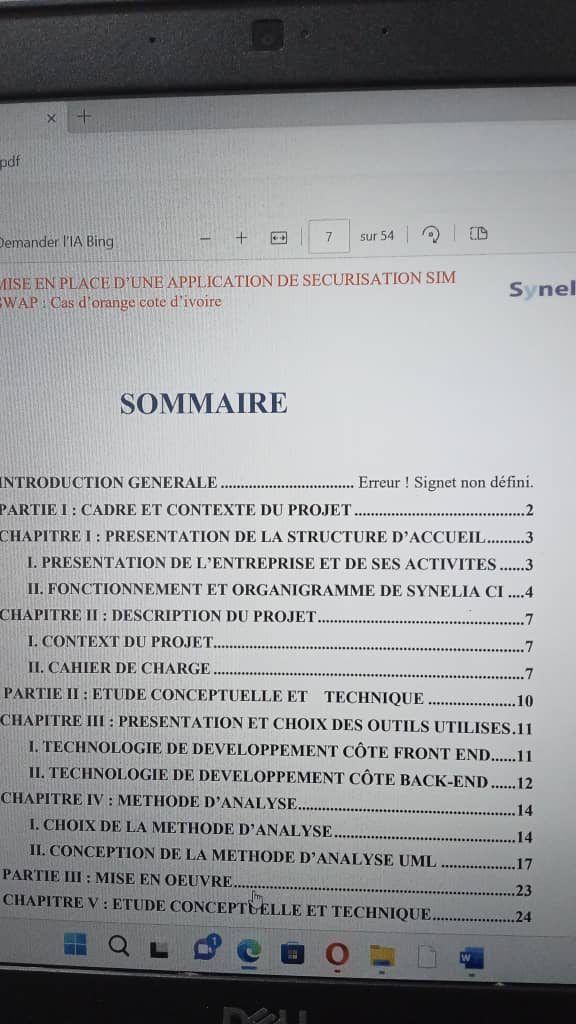 × +
pdf
Demander l'IA Bing − + 7 sur 54
MISE EN PLACE D'UNE APPLICATION DE SECURISATION SIM
SWAP : Cas d'orange cote d'ivoire
Synel
SOMMAIRE
INTRODUCTION GENERALE ................................ Erreur ! Signet non défini.
PARTIE I : CADRE ET CONTEXTE DU PROJET ........................................2
CHAPITRE I : PRESENTATION DE LA STRUCTURE D'ACCUEIL.........3
I. PRESENTATION DE L'ENTREPRISE ET DE SES ACTIVITES ......3
II. FONCTIONNEMENT ET ORGANIGRAMME DE SYNELIA CI ....4
CHAPITRE II : DESCRIPTION DU PROJET..................................................7
I. CONTEXT DU PROJET...........................................................................7
II. CAHIER DE CHARGE ...........................................................................7
PARTIE II : ETUDE CONCEPTUELLE ET TECHNIQUE .....................10
CHAPITRE III : PRESENTATION ET CHOIX DES OUTILS UTILISES.11
I. TECHNOLOGIE DE DEVELOPPEMENT CÔTE FRONT END......11
II. TECHNOLOGIE DE DEVELOPPEMENT CÔTE BACK-END ......12
CHAPITRE IV : METHODE D'ANALYSE.....................................................14
I. CHOIX DE LA METHODE D'ANALYSE............................................14
II. CONCEPTION DE LA METHODE D'ANALYSE UML ..................17
PARTIE III : MISE EN OEUVRE....................................................................23
CHAPITRE V : ETUDE CONCEPTUELLE ET TECHNIQUE....................24
1
W
DELL